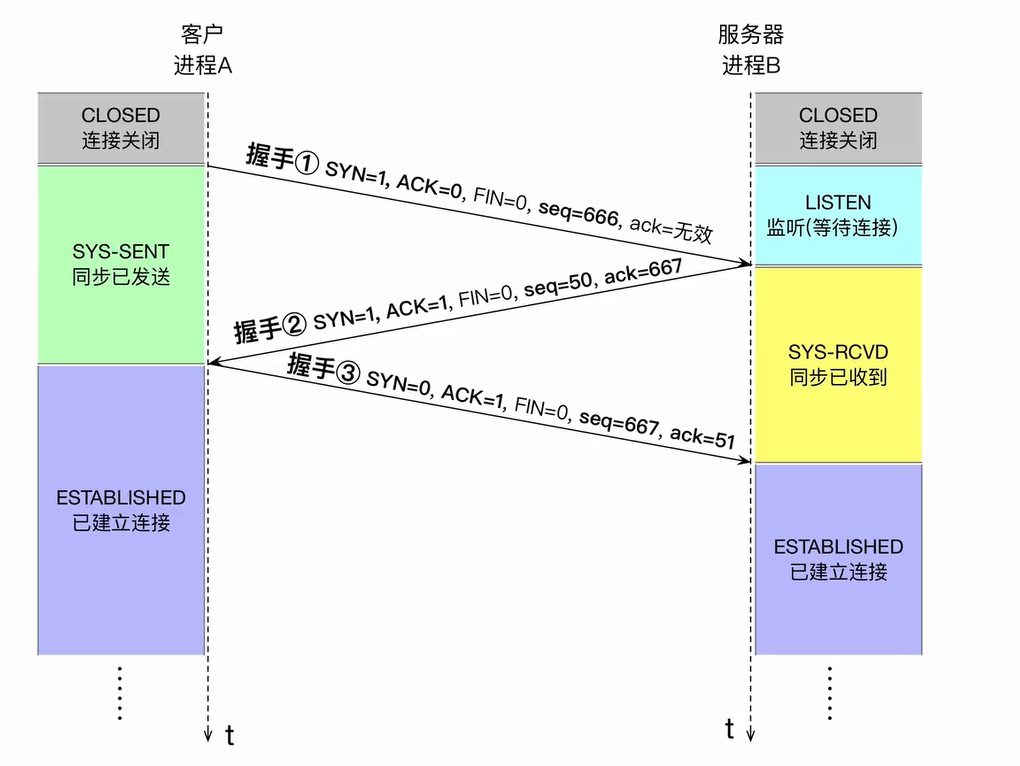 客户
进程A
服务器
进程B
CLOSED
连接关闭
CLOSED
连接关闭
握手① SYN=1, ACK=0, FIN=0, seq=666, ack=无效
LISTEN
监听(等待连接)
SYS-SENT
同步已发送
握手② SYN=1, ACK=1, FIN=0, seq=50, ack=667
SYS-RCVD
同步已收到
握手③ SYN=0, ACK=1, FIN=0, seq=667, ack=51
ESTABLISHED
已建立连接
ESTABLISHED
已建立连接
t
t